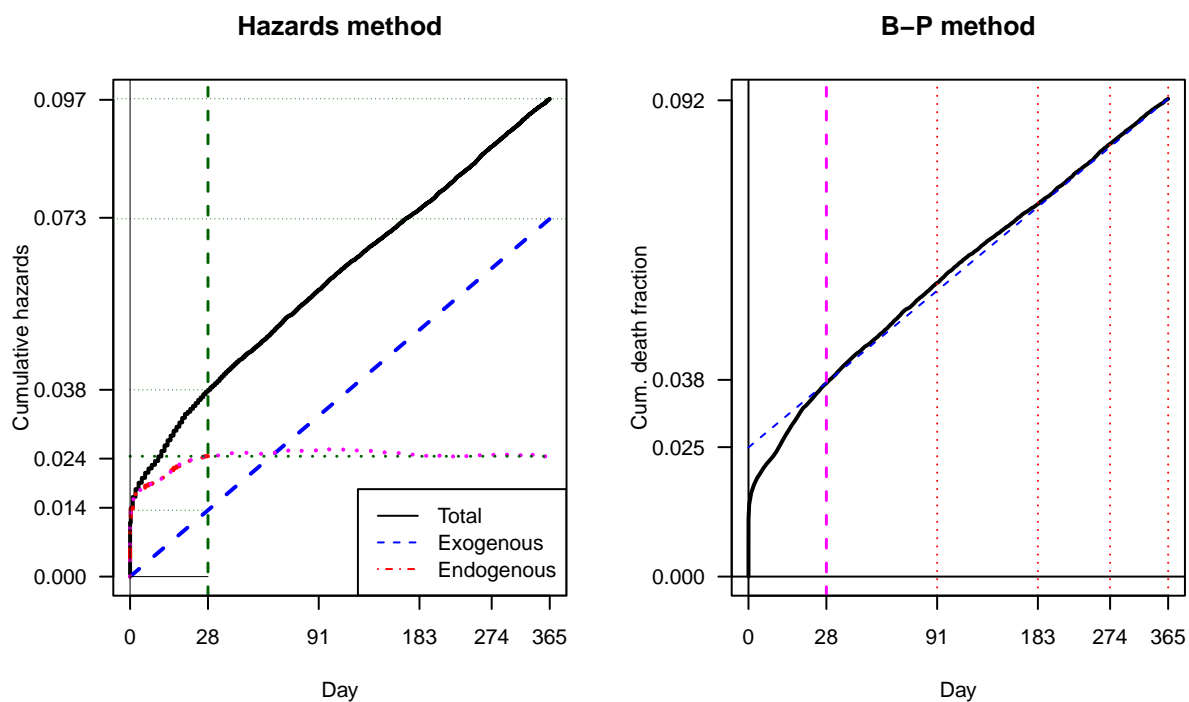 Hazards method
Cumulative hazards
0.097
0.073
0.038
0.024
0.014
0.000
Total
Exogenous
Endogenous
0 28 91 183 274 365
Day
B−P method
Cum. death fraction
0.092
0.038
0.025
0.000
0 28 91 183 274 365
Day